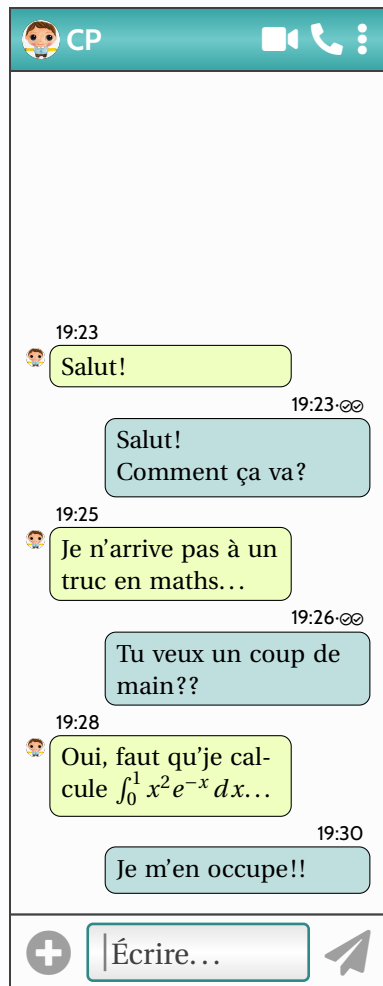 CP
19:23
Salut!
19:23
Salut!
Comment ça va?
19:25
Je n'arrive pas à un
truc en maths...
19:26
Tu veux un coup de
main??
19:28
Oui, faut qu'je cal-
cule ∫₀¹ x²e⁻ˣ dx...
19:30
Je m'en occupe!!
Écrire...